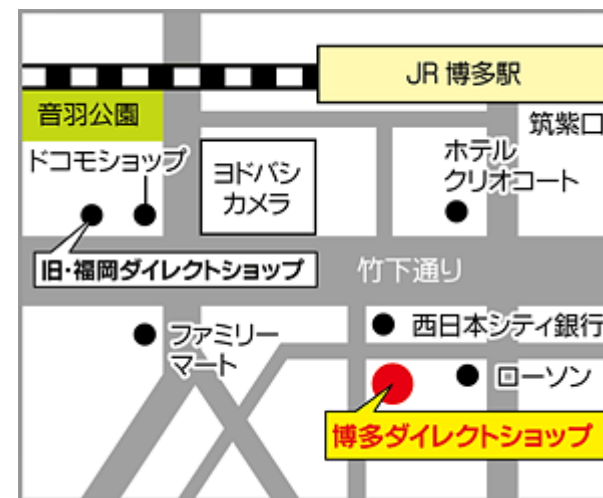 JR 博多駅
音羽公園
筑紫口
ドコモショップ
ヨドバシ
カメラ
ホテル
クリオコート
旧・福岡ダイレクトショップ
竹下通り
ファミリー
マート
西日本シティ銀行
ローソン
博多ダイレクトショップ